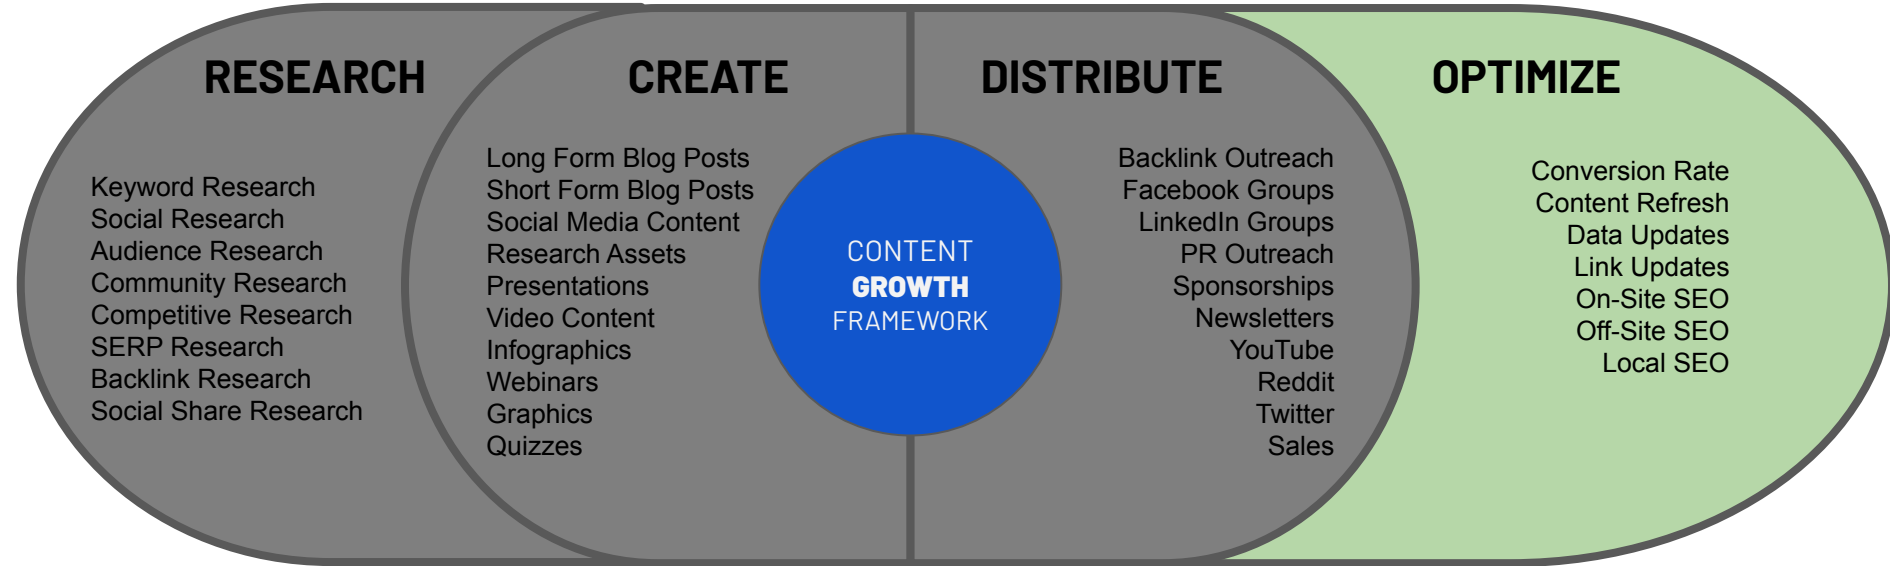 RESEARCH
Keyword Research
Social Research
Audience Research
Community Research
Competitive Research
SERP Research
Backlink Research
Social Share Research
CREATE
Long Form Blog Posts
Short Form Blog Posts
Social Media Content
Research Assets
Presentations
Video Content
Infographics
Webinars
Graphics
Quizzes
CONTENT
GROWTH
FRAMEWORK
DISTRIBUTE
Backlink Outreach
Facebook Groups
LinkedIn Groups
PR Outreach
Sponsorships
Newsletters
YouTube
Reddit
Twitter
Sales
OPTIMIZE
Conversion Rate
Content Refresh
Data Updates
Link Updates
On-Site SEO
Off-Site SEO
Local SEO